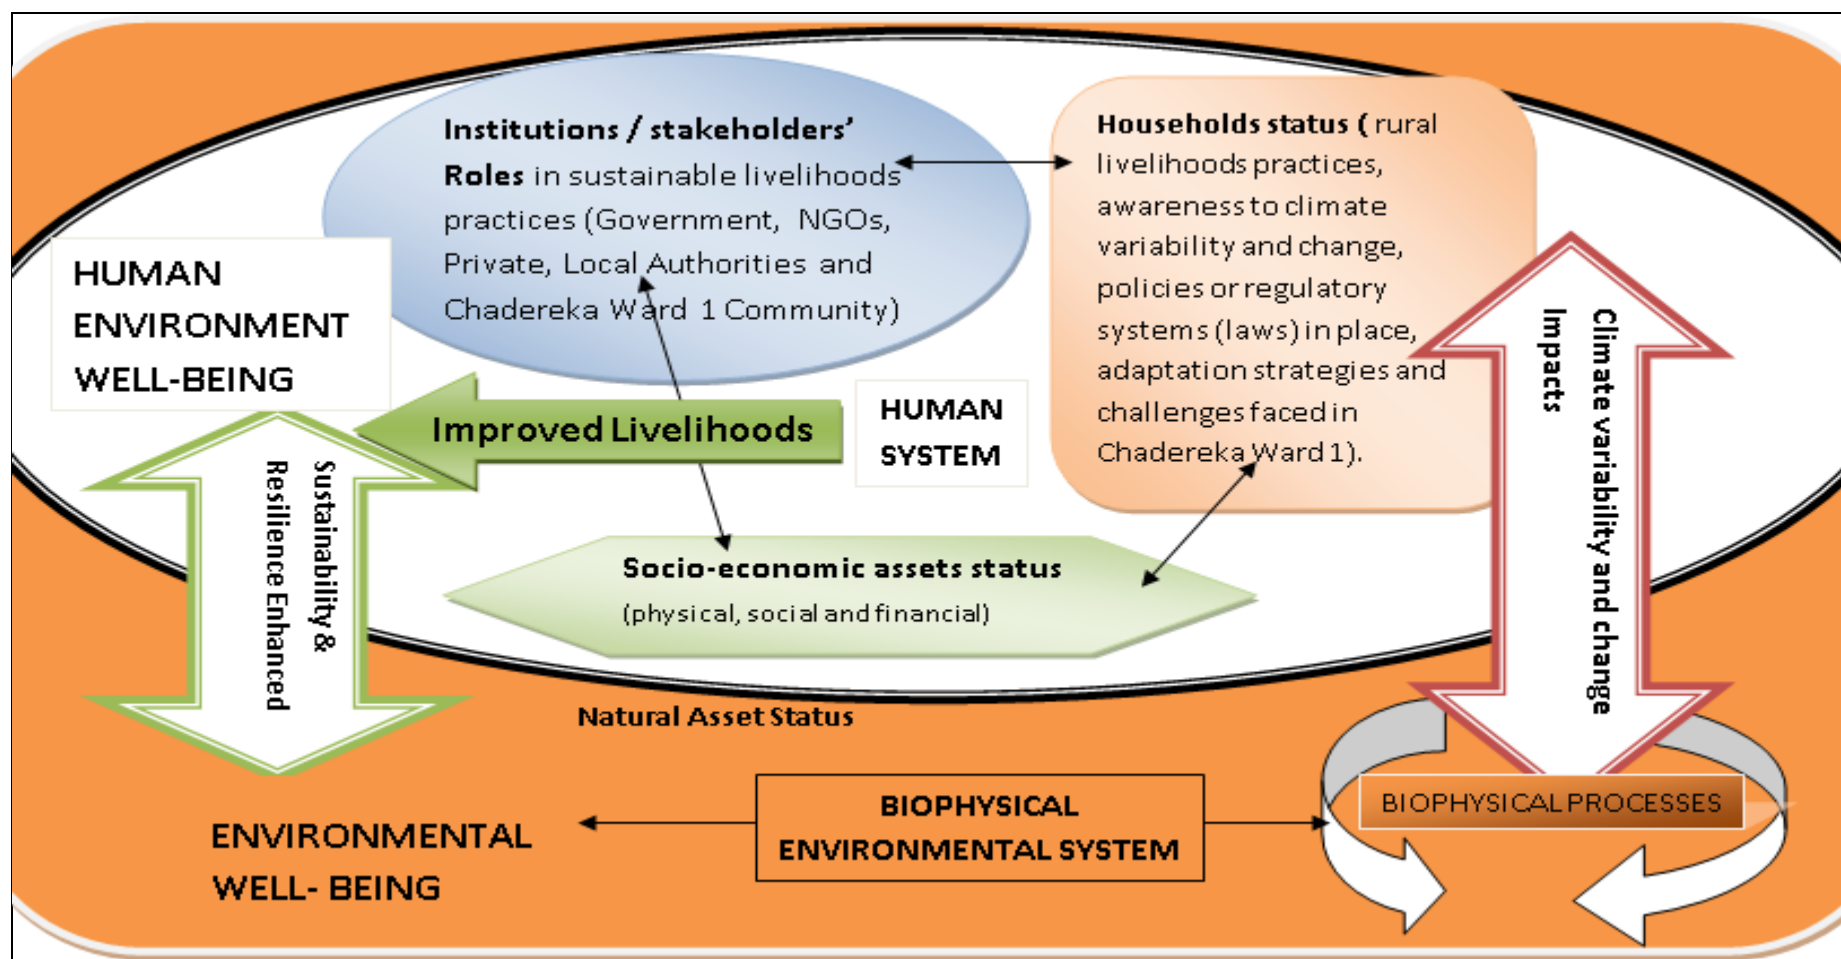 Institutions / stakeholders’
Roles in sustainable livelihoods
practices (Government, NGOs,
Private, Local Authorities and
Chadereka Ward 1 Community)
Households status ( rural
livelihoods practices,
awareness to climate
variability and change,
policies or regulatory
systems (laws) in place,
adaptation strategies and
challenges faced in
Chadereka Ward 1).
HUMAN
ENVIRONMENT
WELL-BEING
Improved Livelihoods
HUMAN
SYSTEM
Climate variability and change
Impacts
Sustainability &
Resilience Enhanced
Socio-economic assets status
(physical, social and financial)
Natural Asset Status
BIOPHYSICAL
ENVIRONMENTAL SYSTEM
BIOPHYSICAL PROCESSES
ENVIRONMENTAL
WELL- BEING